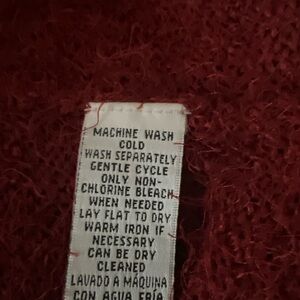 MACHINE WASH
COLD
WASH SEPARATELY
GENTLE CYCLE
ONLY NON-
CHLORINE BLEACH
WHEN NEEDED
LAY FLAT TO DRY
WARM IRON IF
NECESSARY
CAN BE DRY
CLEANED
LAVADO A MÁQUINA
CON AGUA FRÍA